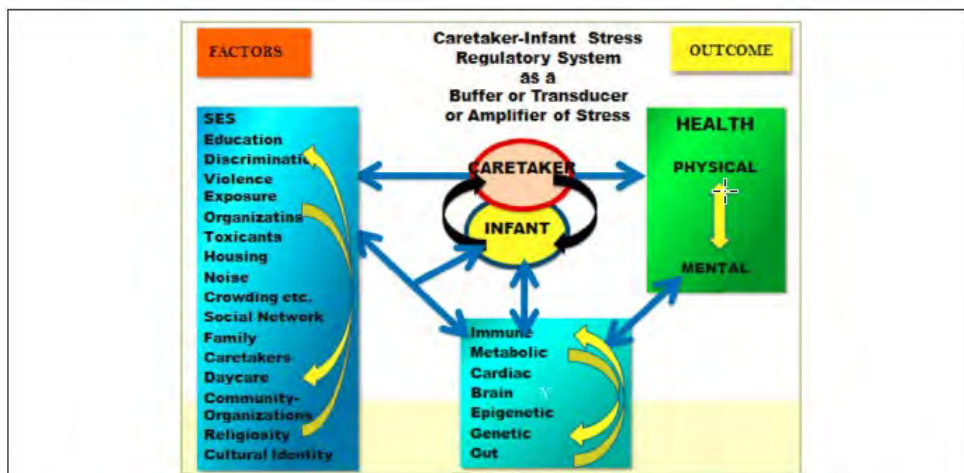 FACTORS
Caretaker-Infant Stress
Regulatory System
as a
Buffer or Transducer
or Amplifier of Stress
OUTCOME
SES
Education
Discriminatio
Violence
Exposure
Organizatins
Toxicants
Housing
Noise
Crowding etc.
Social Network
Family
Caretakers
Daycare
Community-
Organizations
Religiosity
Cultural Identity
CARETAKER
INFANT
HEALTH
PHYSICAL
MENTAL
Immune
Metabolic
Cardiac
Brain
Epigenetic
Genetic
Gut